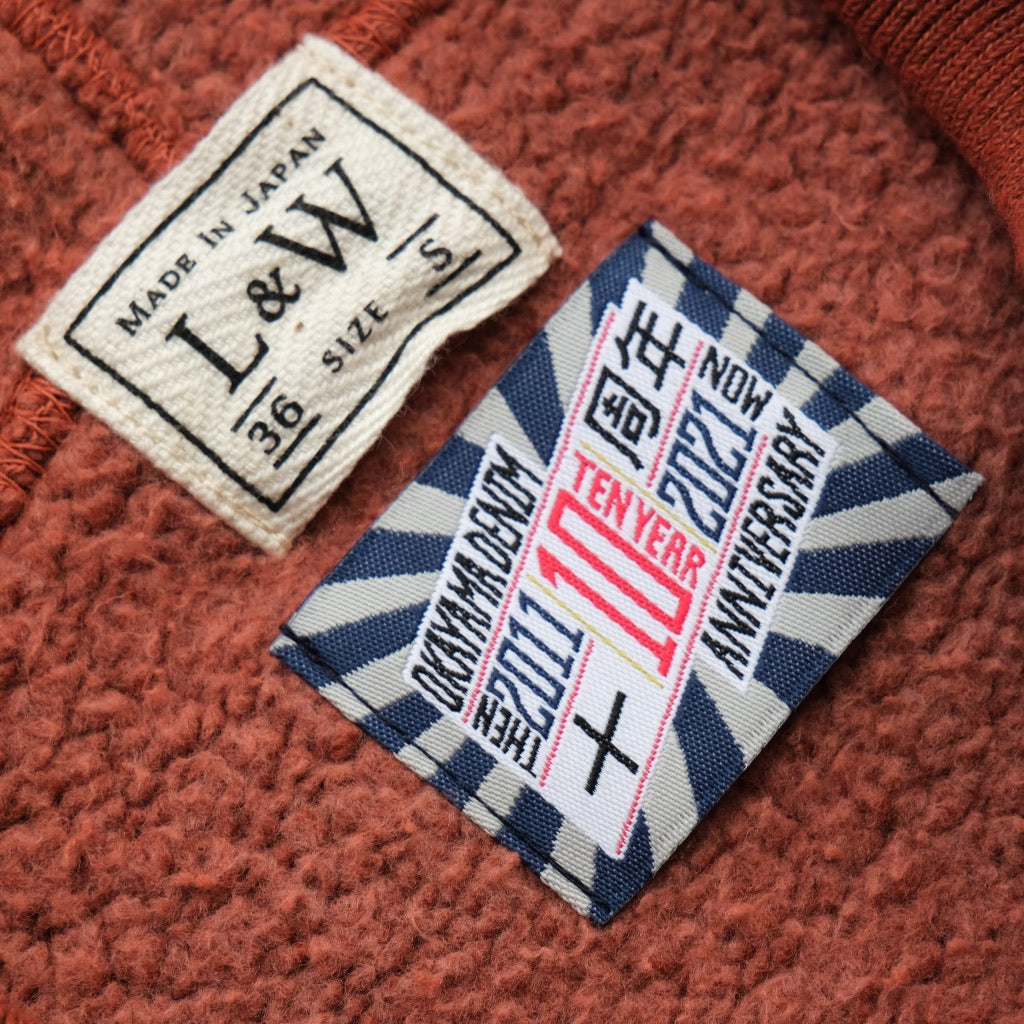 MADE IN JAPAN
L & W
36 SIZE S
OKAYAMA DENIM
THEN 2011 TEN YEAR 2021 NOW
10
十 周年
ANNIVERSARY